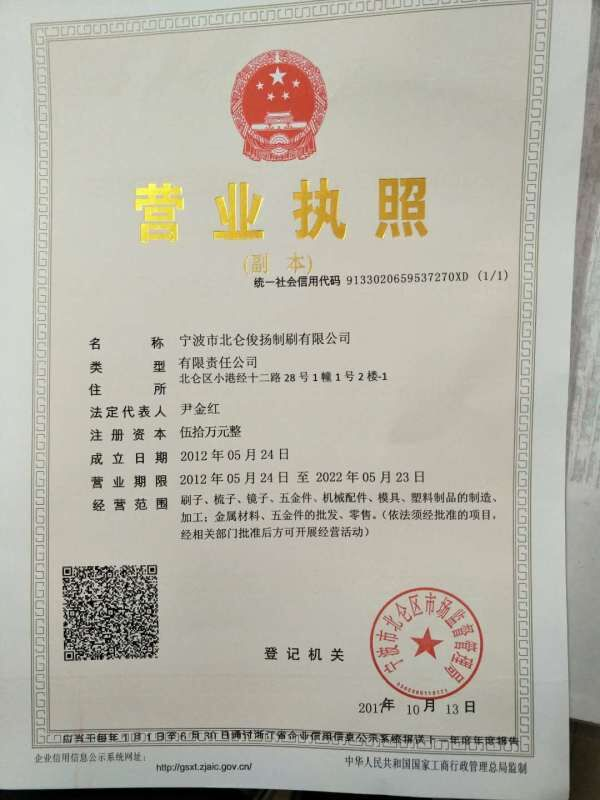 营业执照
(副 本)
统一社会信用代码 9133020659537270XD (1/1)
名 称 宁波市北仑俊扬制刷有限公司
类 型 有限责任公司
住 所 北仑区小港经十二路28号1幢1号2楼-1
法定代表人 尹金红
注册资本 伍拾万元整
成立日期 2012年05月24日
营业期限 2012年05月24日 至 2022年05月23日
经营范围 刷子、梳子、镜子、五金件、机械配件、模具、塑料制品的制造、
加工;金属材料、五金件的批发、零售。(依法须经批准的项目,
经相关部门批准后方可开展经营活动)
宁波市北仑区市场监督管理局
登记机关
2017年 10月 13日
应当于每年1月1日至6月30日通过浙江省企业信用信息公示系统报送上一年度年度报告
企业信用信息公示系统网址:
http://gsxt.zjaic.gov.cn/
中华人民共和国国家工商行政管理总局监制